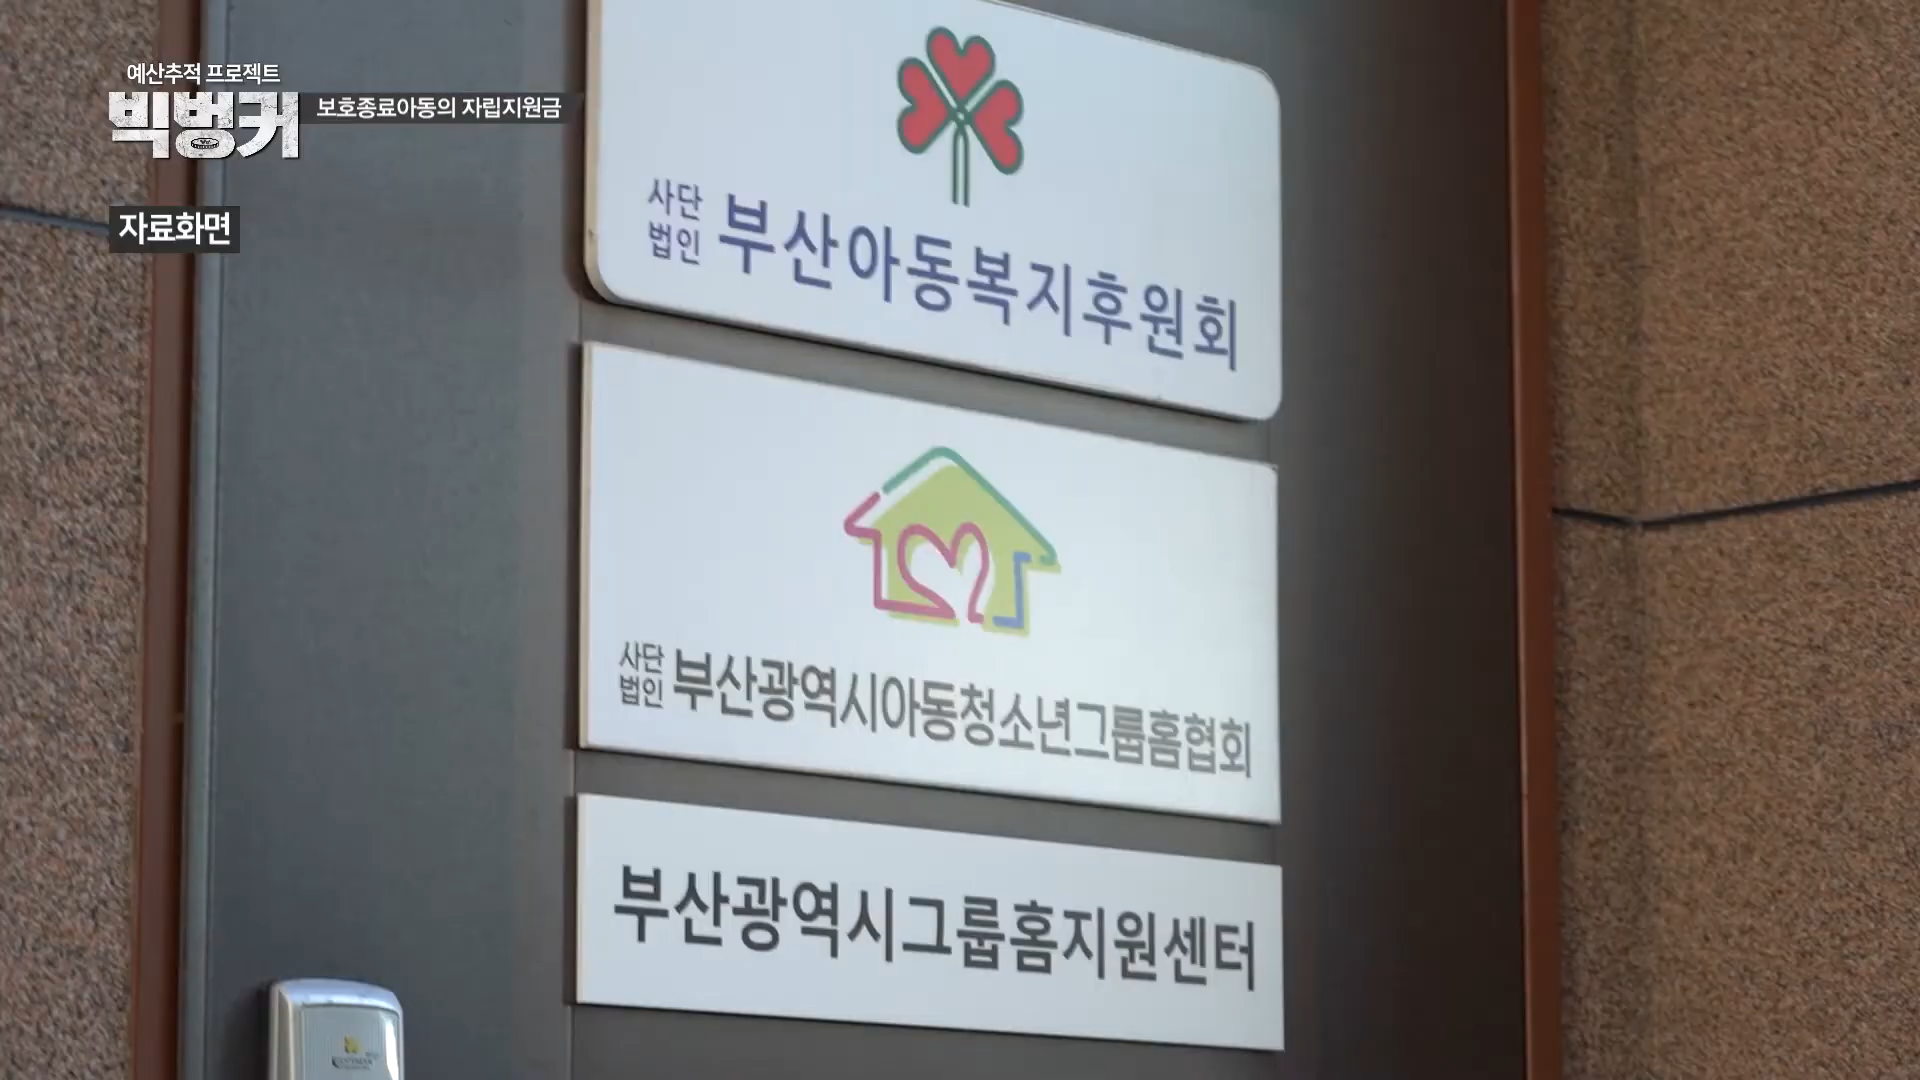 예산추적 프로젝트
빅벙커
보호종료아동의 자립지원금
자료화면
사단
법인
부산아동복지후원회
사단
법인
부산광역시아동청소년그룹홈협회
부산광역시그룹홈지원센터